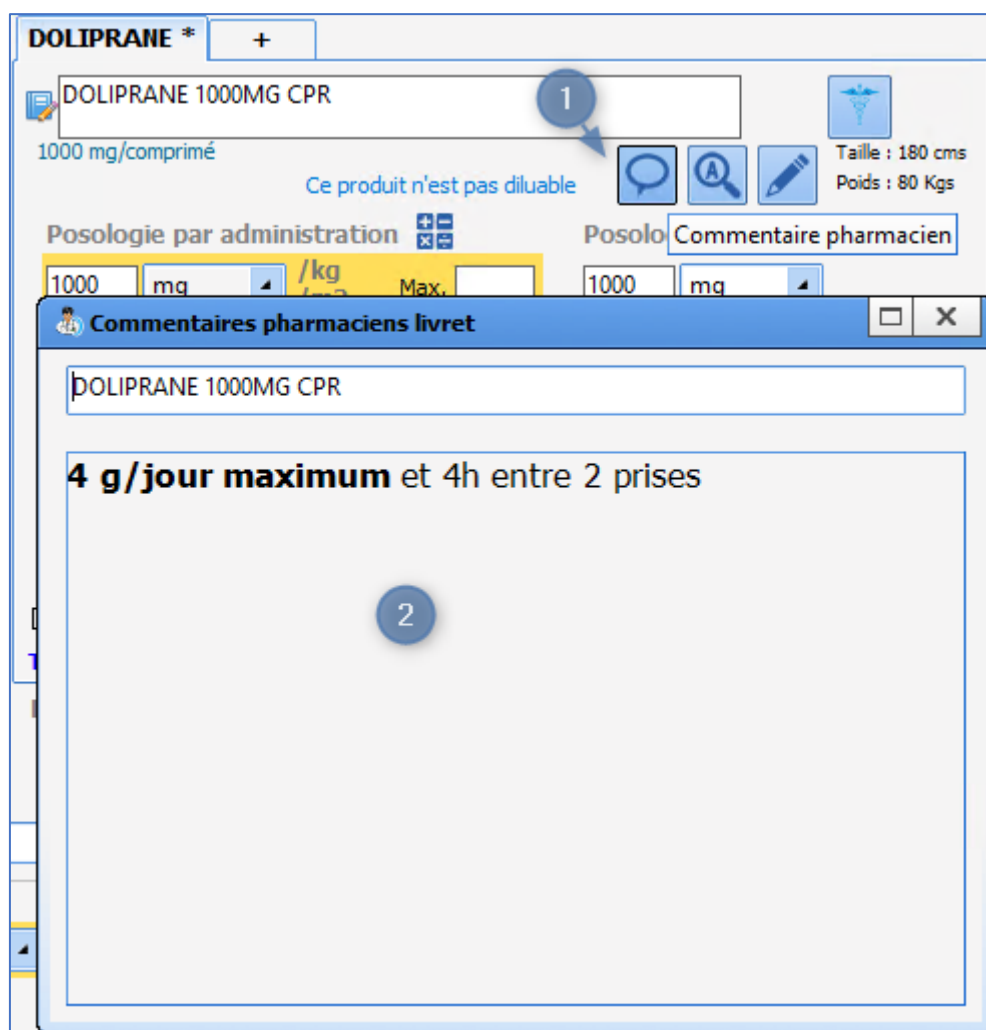 DOLIPRANE * +
DOLIPRANE 1000MG CPR
1
1000 mg/comprimé
Ce produit n'est pas diluable
Taille : 180 cms
Poids : 80 Kgs
Posologie par administration
Posolo
Commentaire pharmacien
1000 mg /kg Max. 1000 mg
Commentaires pharmaciens livret
DOLIPRANE 1000MG CPR
4 g/jour maximum et 4h entre 2 prises
2